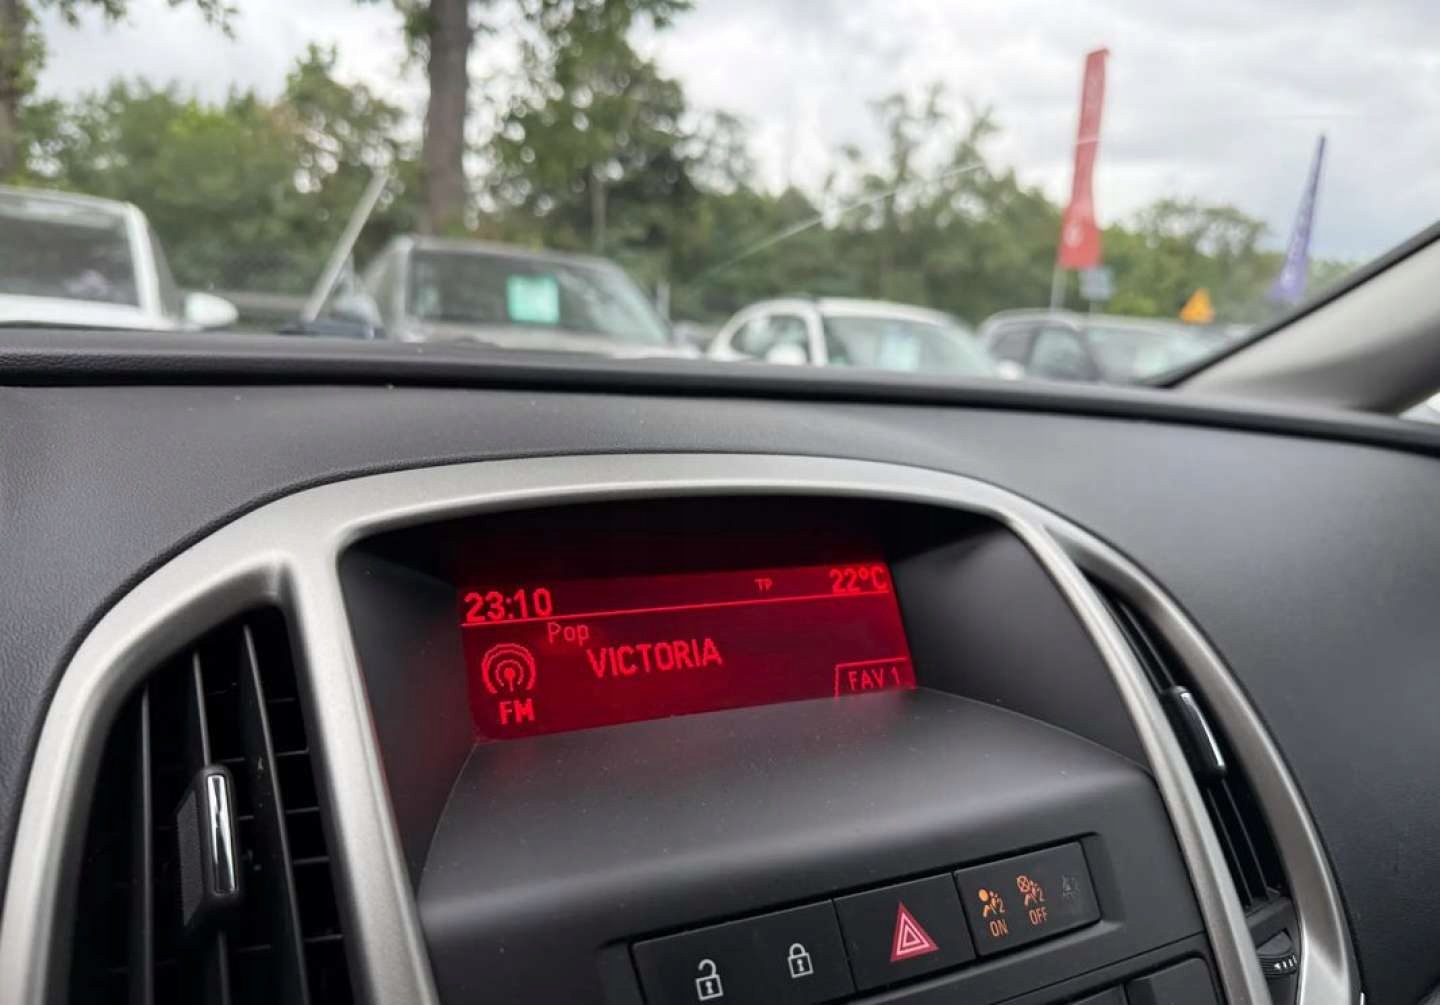 23:10 TP 22°C
Pop
VICTORIA
FM FAV 1
2 ON 2 OFF